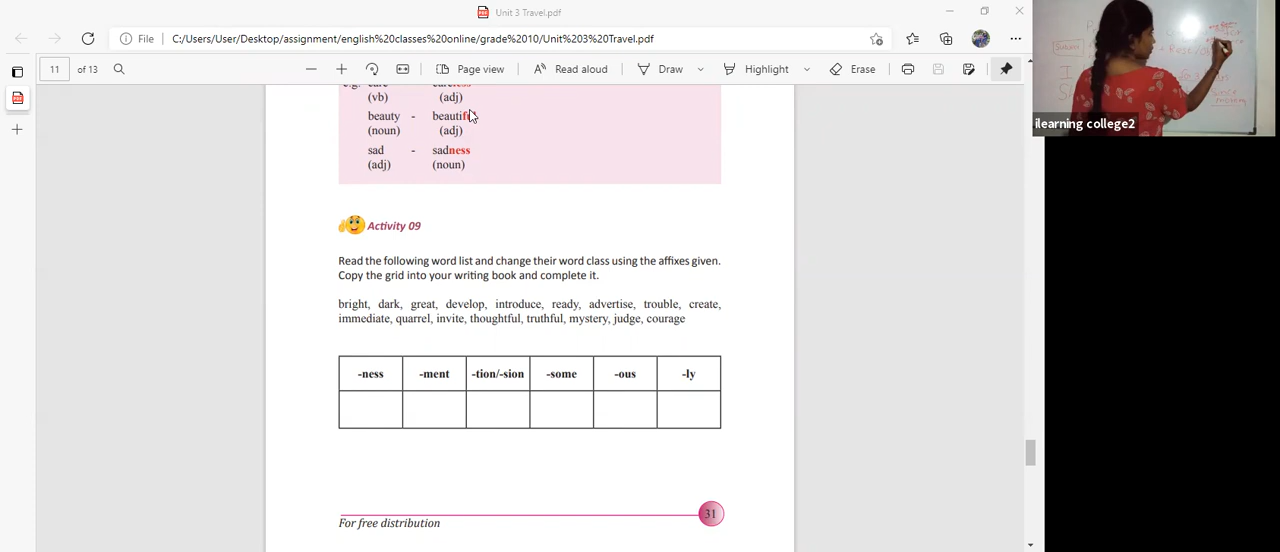 Unit 3 Travel.pdf
File
C:/Users/User/Desktop/assignment/english%20classes%20online/grade%2010/Unit%203%20Travel.pdf
11 of 13
Page view
Read aloud
Draw
Highlight
Erase
e.g. care - careless
(vb) (adj)
beauty - beautif
(noun) (adj)
sad - sadness
(adj) (noun)
Activity 09
Read the following word list and change their word class using the affixes given.
Copy the grid into your writing book and complete it.
bright, dark, great, develop, introduce, ready, advertise, trouble, create,
immediate, quarrel, invite, thoughtful, truthful, mystery, judge, courage
-ness -ment -tion/-sion -some -ous -ly
31
For free distribution
ilearning college2